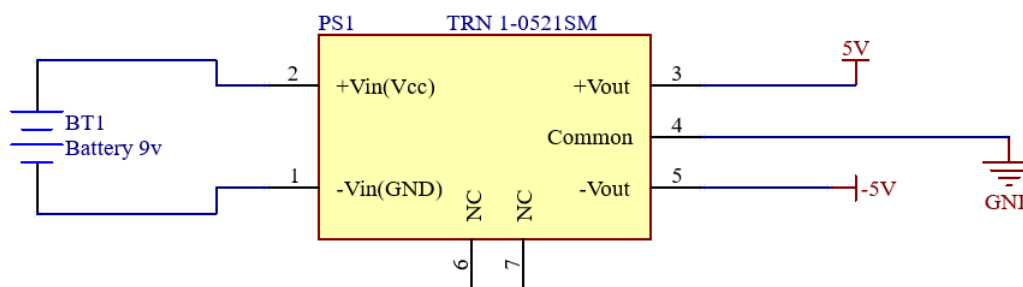 PS1
TRN 1-0521SM
5V
2
+Vin(Vcc)
+Vout
3
BT1
Battery 9v
Common
4
1
-Vin(GND)
-Vout
5
-5V
NC
NC
GND
6
7